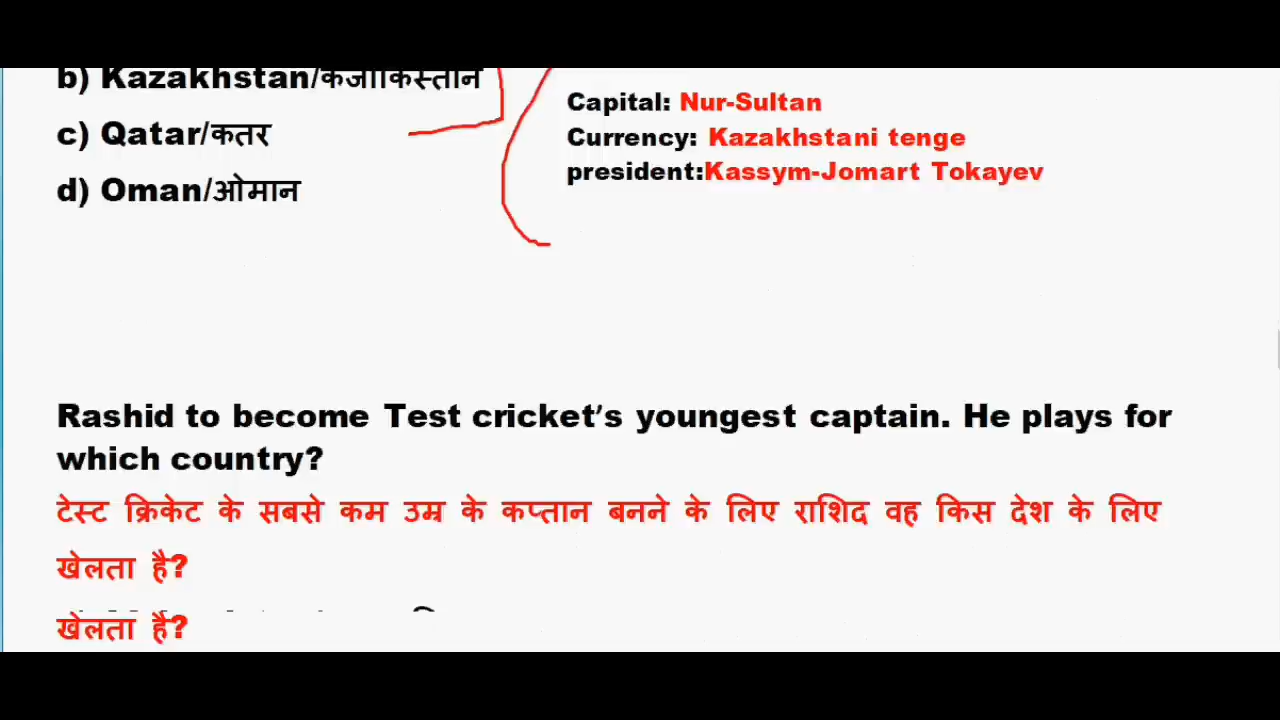 b) Kazakhstan/कजाकिस्तान
c) Qatar/कतर
d) Oman/ओमान
Capital: Nur-Sultan
Currency: Kazakhstani tenge
president:Kassym-Jomart Tokayev
Rashid to become Test cricket's youngest captain. He plays for
which country?
टेस्ट क्रिकेट के सबसे कम उम्र के कप्तान बनने के लिए राशिद वह किस देश के लिए
खेलता है?
खेलता है?